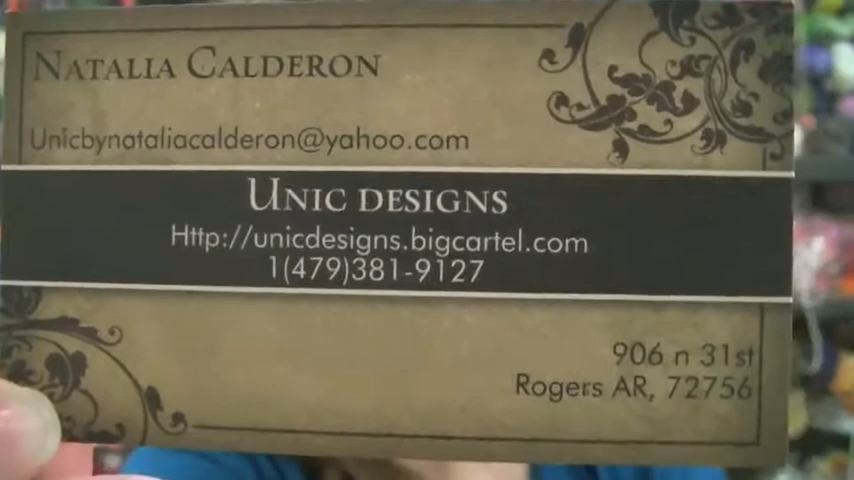 Natalia Calderon
Unicbynataliacalderon@yahoo.com
Unic designs
Http://unicdesigns.bigcartel.com
1(479)381-9127
906 n 31st
Rogers AR, 72756